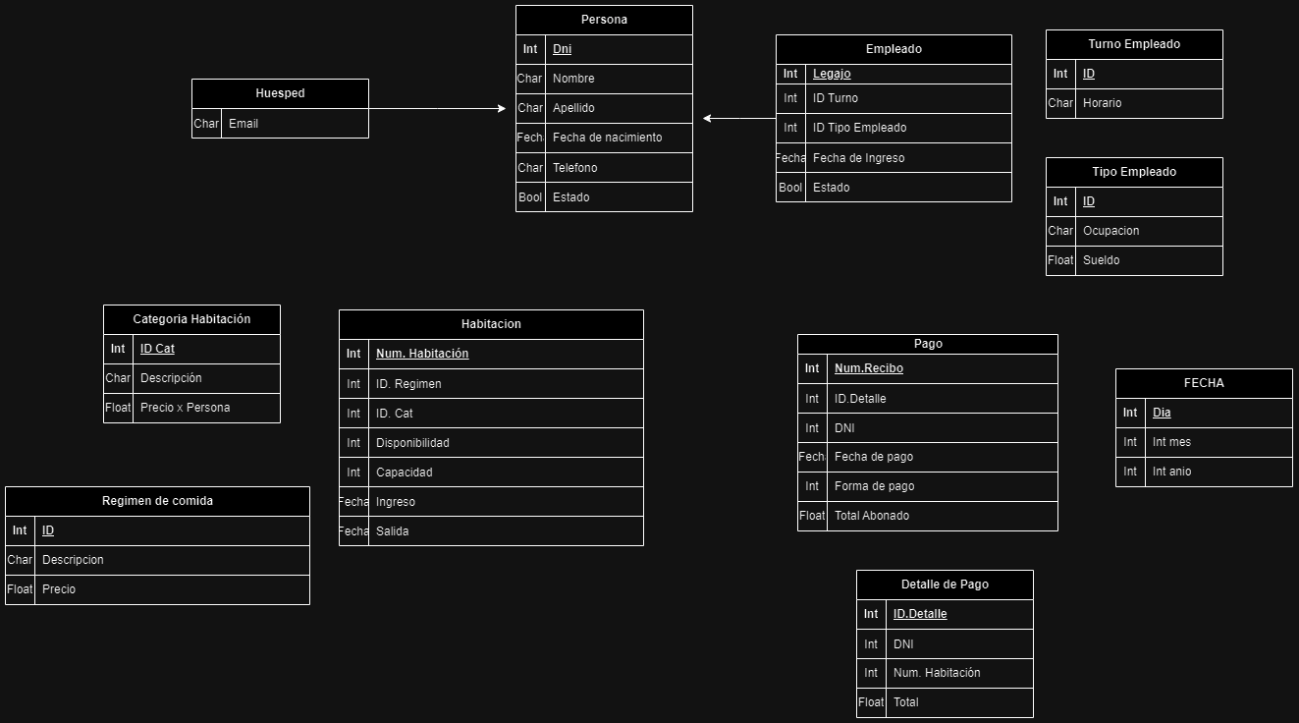 Persona
Int Dni
Char Nombre
Char Apellido
Fech Fecha de nacimiento
Char Telefono
Bool Estado
Empleado
Int Legajo
Int ID Turno
Int ID Tipo Empleado
Fecha Fecha de Ingreso
Bool Estado
Turno Empleado
Int ID
Char Horario
Huesped
Char Email
Tipo Empleado
Int ID
Char Ocupacion
Float Sueldo
Categoria Habitación
Int ID Cat
Char Descripción
Float Precio x Persona
Habitacion
Int Num. Habitación
Int ID. Regimen
Int ID. Cat
Int Disponibilidad
Int Capacidad
Fecha Ingreso
Fecha Salida
Pago
Int Num.Recibo
Int ID.Detalle
Int DNI
Fech Fecha de pago
Int Forma de pago
Float Total Abonado
FECHA
Int Dia
Int Int mes
Int Int anio
Regimen de comida
Int ID
Char Descripcion
Float Precio
Detalle de Pago
Int ID.Detalle
Int DNI
Int Num. Habitación
Float Total